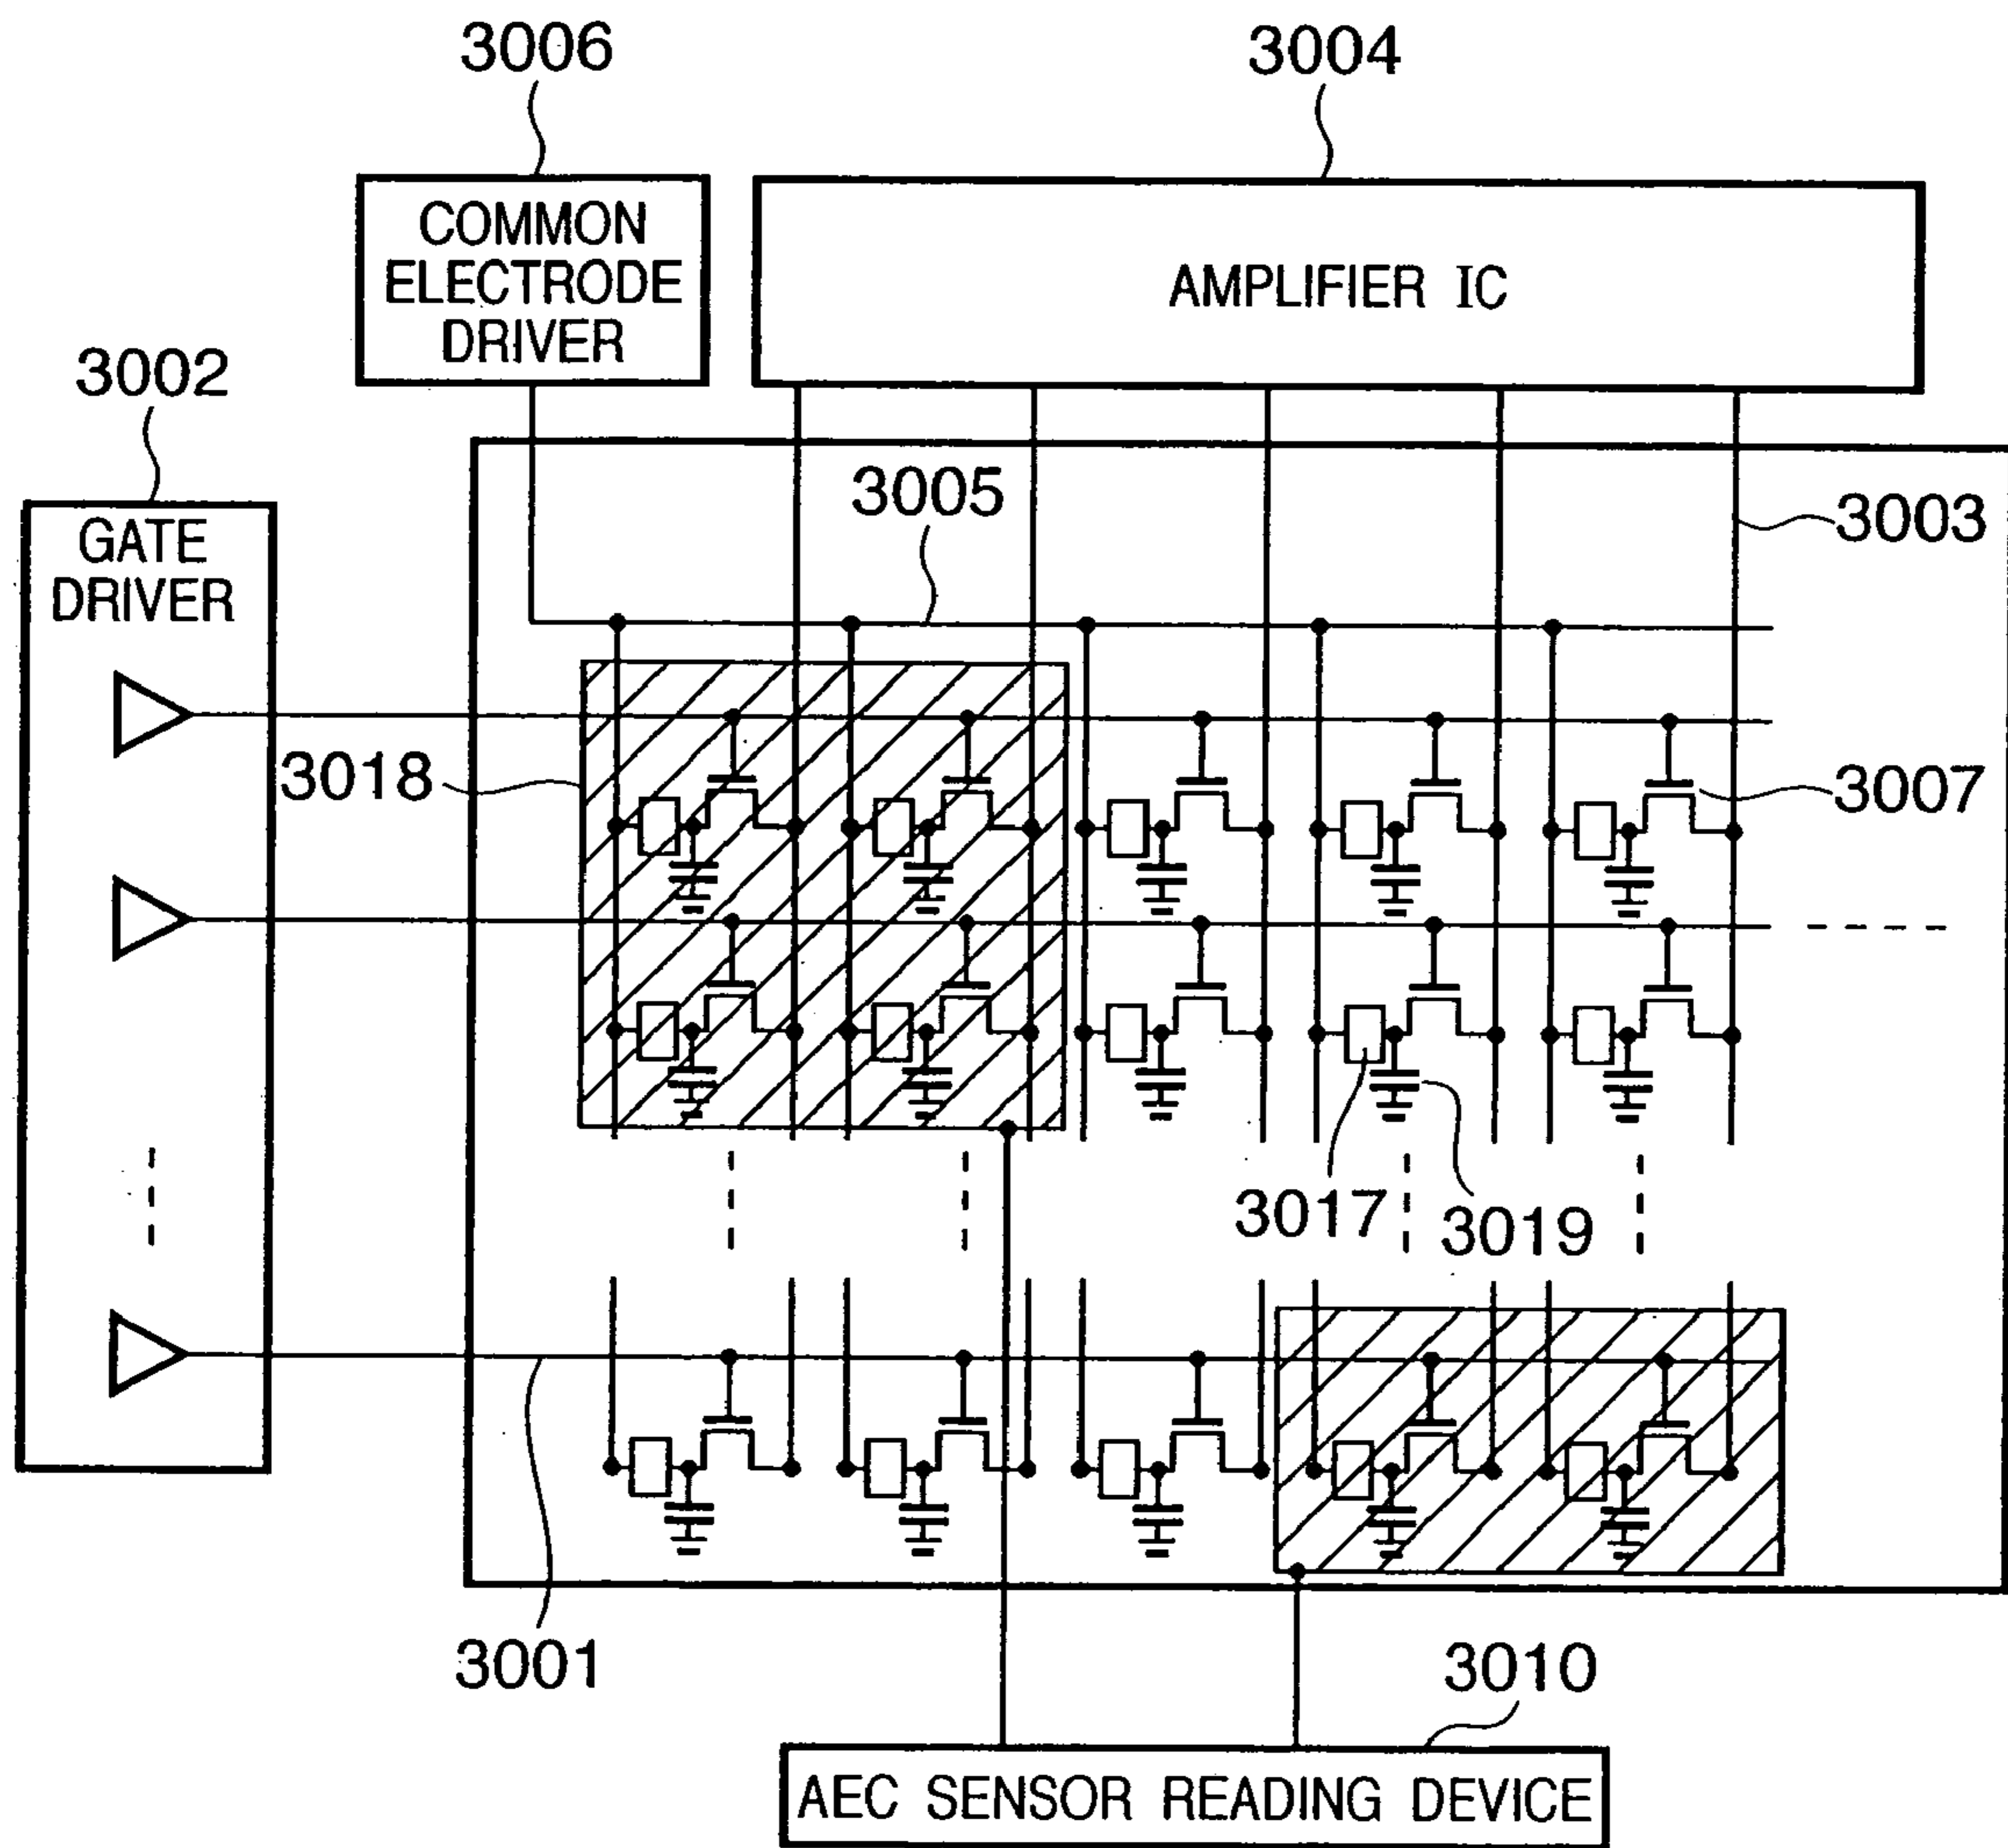 3006
3004
COMMON
ELECTRODE
DRIVER
AMPLIFIER IC
3002
3005
3003
GATE
DRIVER
3018
3007
3017
3019
3001
3010
AEC SENSOR READING DEVICE